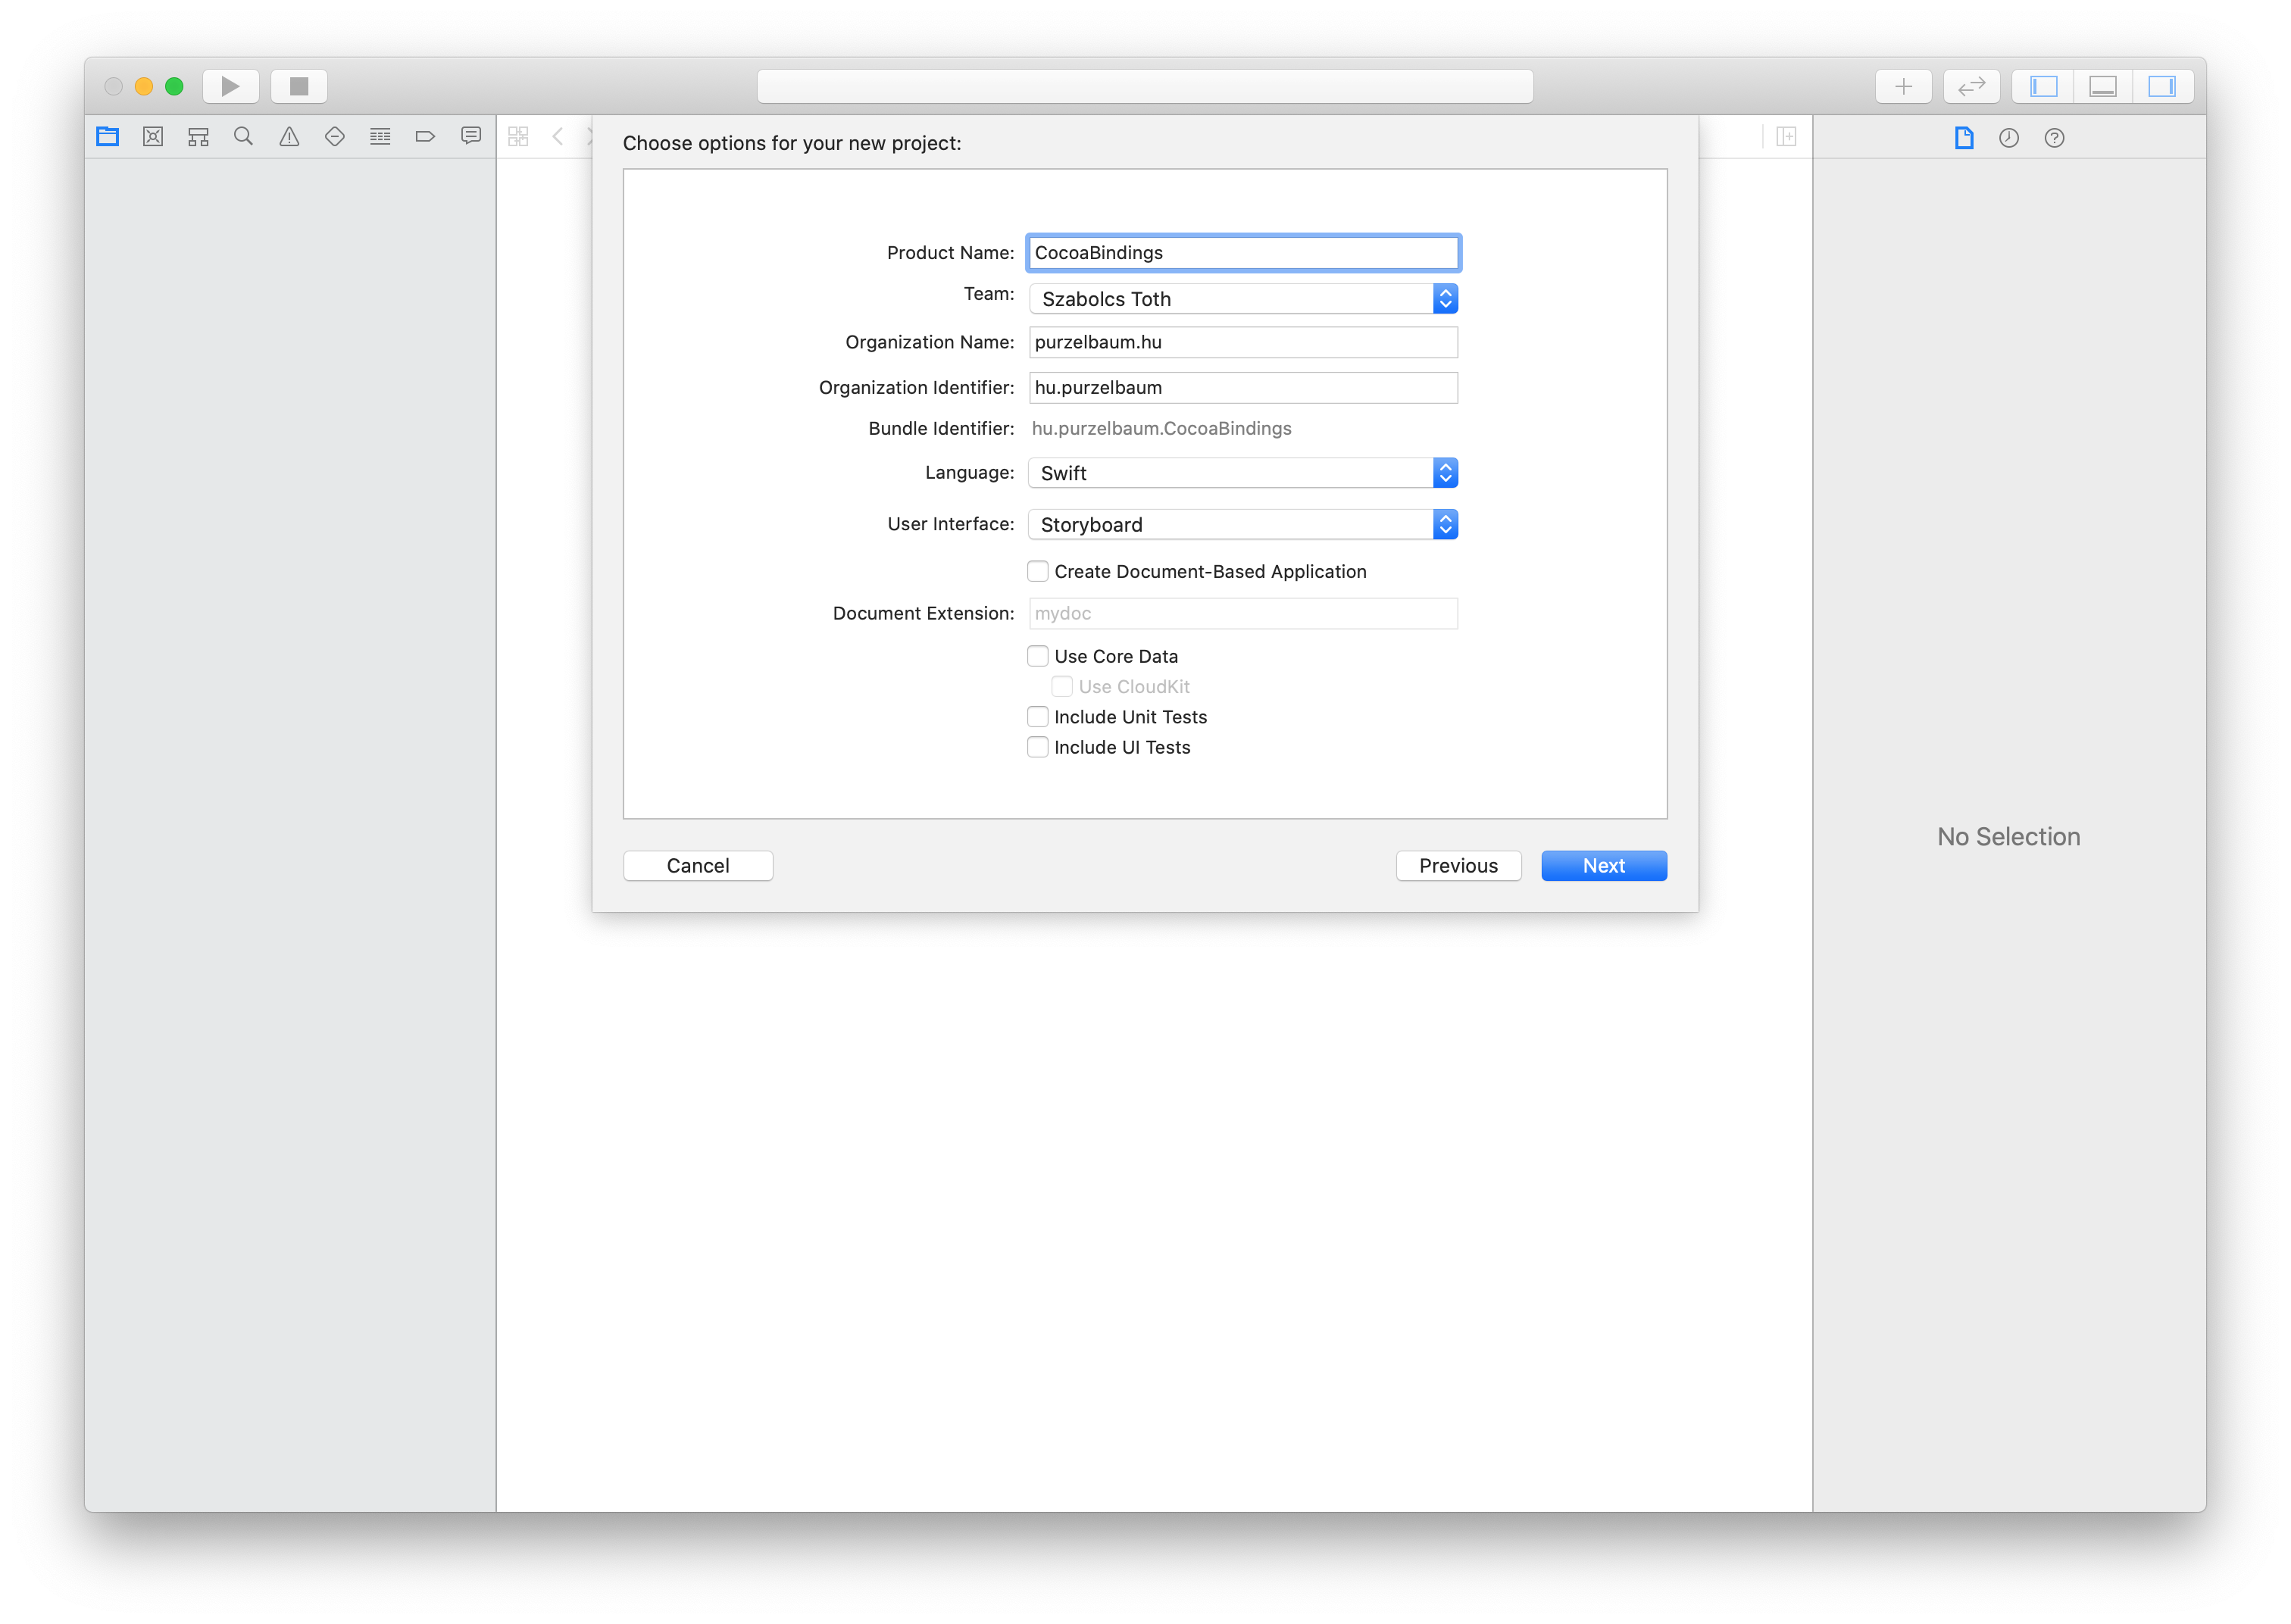 Choose options for your new project:
Product Name: CocoaBindings
Team: Szabolcs Toth
Organization Name: purzelbaum.hu
Organization Identifier: hu.purzelbaum
Bundle Identifier: hu.purzelbaum.CocoaBindings
Language: Swift
User Interface: Storyboard
Create Document-Based Application
Document Extension: mydoc
Use Core Data
Use CloudKit
Include Unit Tests
Include UI Tests
No Selection
Cancel Previous Next